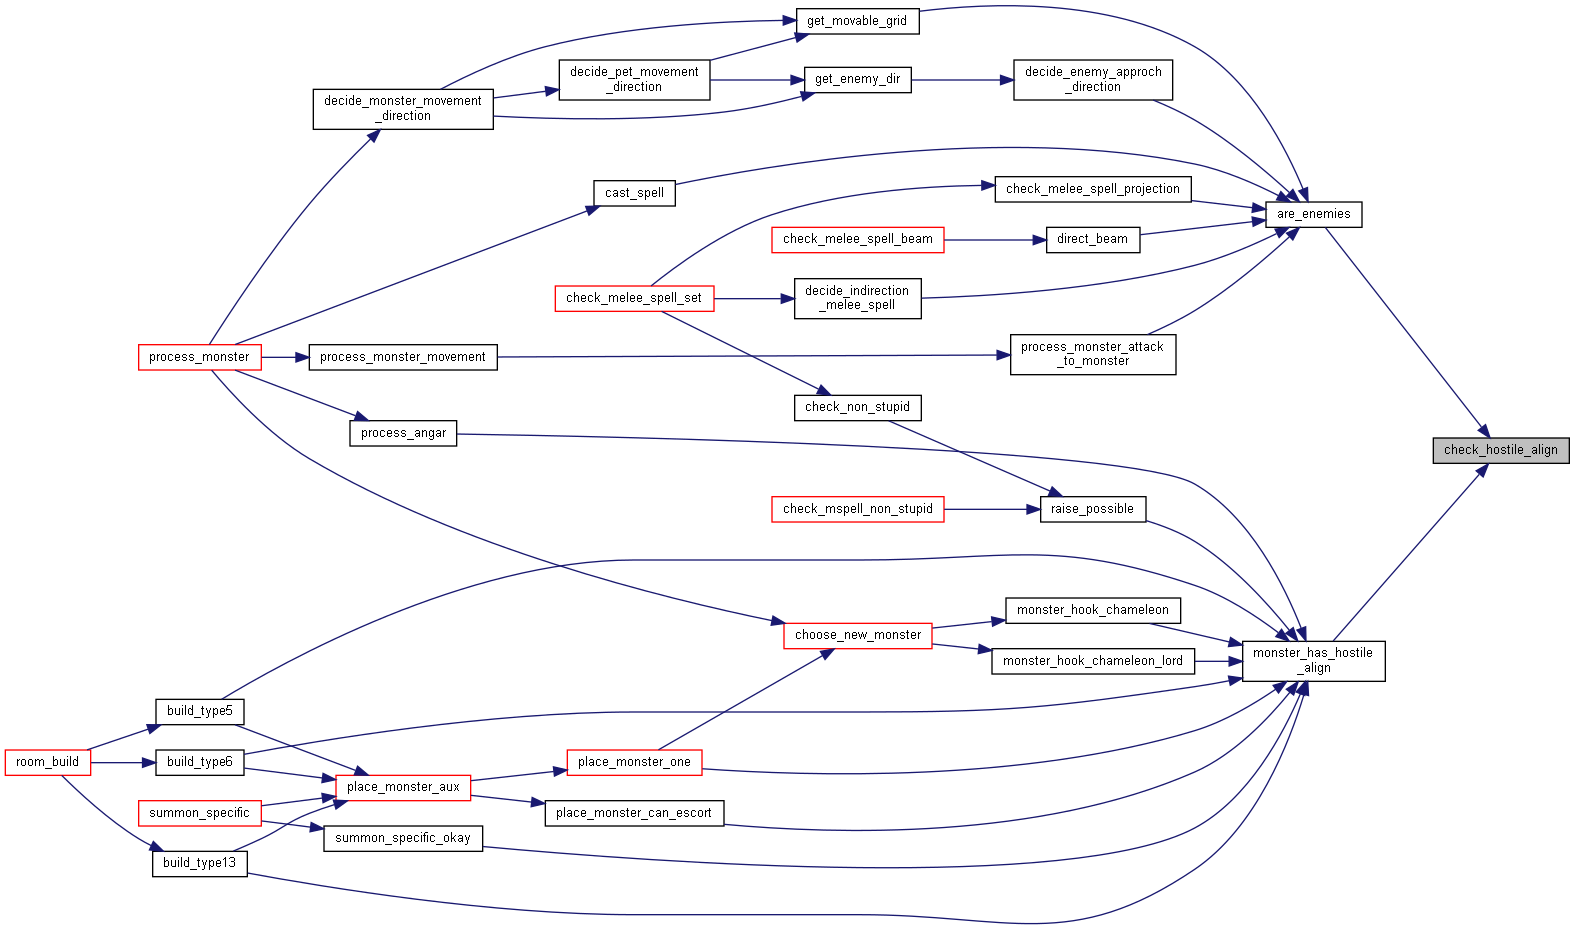 get_movable_grid
decide_pet_movement
_direction
get_enemy_dir
decide_enemy_approch
_direction
decide_monster_movement
_direction
cast_spell
check_melee_spell_projection
are_enemies
check_melee_spell_beam
direct_beam
check_melee_spell_set
decide_indirection
_melee_spell
process_monster
process_monster_movement
process_monster_attack
_to_monster
check_non_stupid
process_angar
check_hostile_align
check_mspell_non_stupid
raise_possible
monster_hook_chameleon
choose_new_monster
monster_hook_chameleon_lord
monster_has_hostile
_align
build_type5
room_build
build_type6
place_monster_one
place_monster_aux
summon_specific
place_monster_can_escort
summon_specific_okay
build_type13